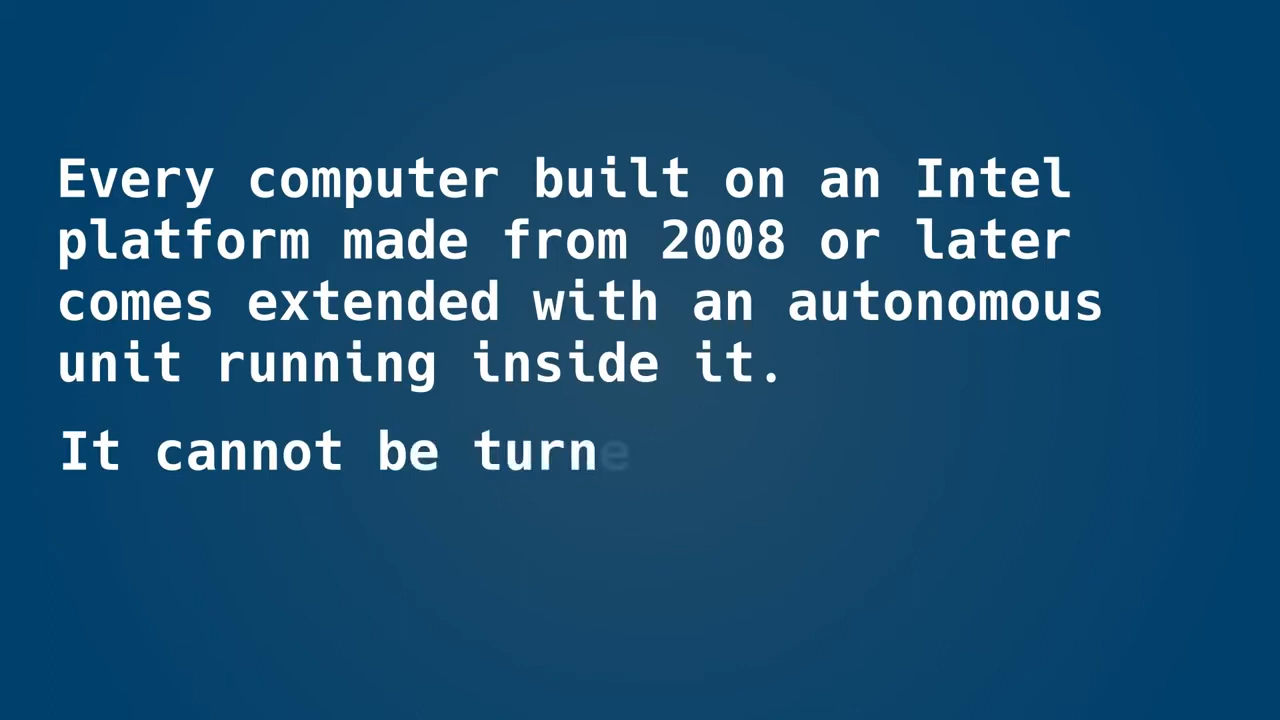 Every computer built on an Intel
platform made from 2008 or later
comes extended with an autonomous
unit running inside it.
It cannot be turne